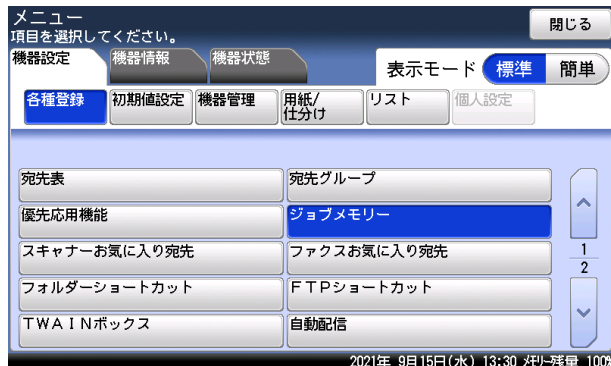 メニュー
閉じる
項目を選択してください。
機器設定 機器情報 機器状態
表示モード 標準 簡単
各種登録 初期値設定 機器管理 用紙/
仕分け リスト 個人設定
宛先表 宛先グループ
優先応用機能 ジョブメモリー
スキャナーお気に入り宛先 ファクスお気に入り宛先
1
2
フォルダーショートカット FTPショートカット
TWAINボックス 自動配信
2021年 9月15日(水) 13:30 メモリー残量 100%